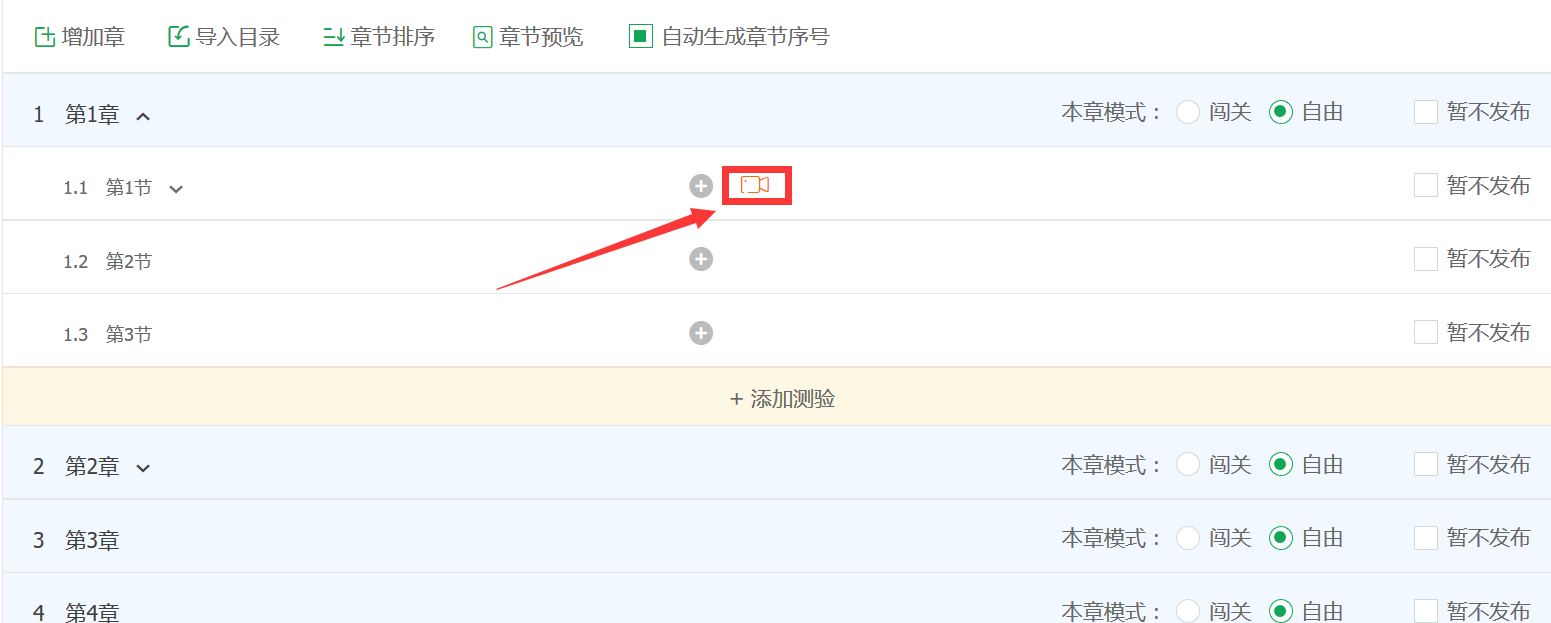 增加章 导入目录 章节排序 章节预览 自动生成章节序号
1 第1章 本章模式： 闯关 自由 暂不发布
1.1 第1节 暂不发布
1.2 第2节 暂不发布
1.3 第3节 暂不发布
+ 添加测验
2 第2章 本章模式： 闯关 自由 暂不发布
3 第3章 本章模式： 闯关 自由 暂不发布
4 第4章 本章模式： 闯关 自由 暂不发布